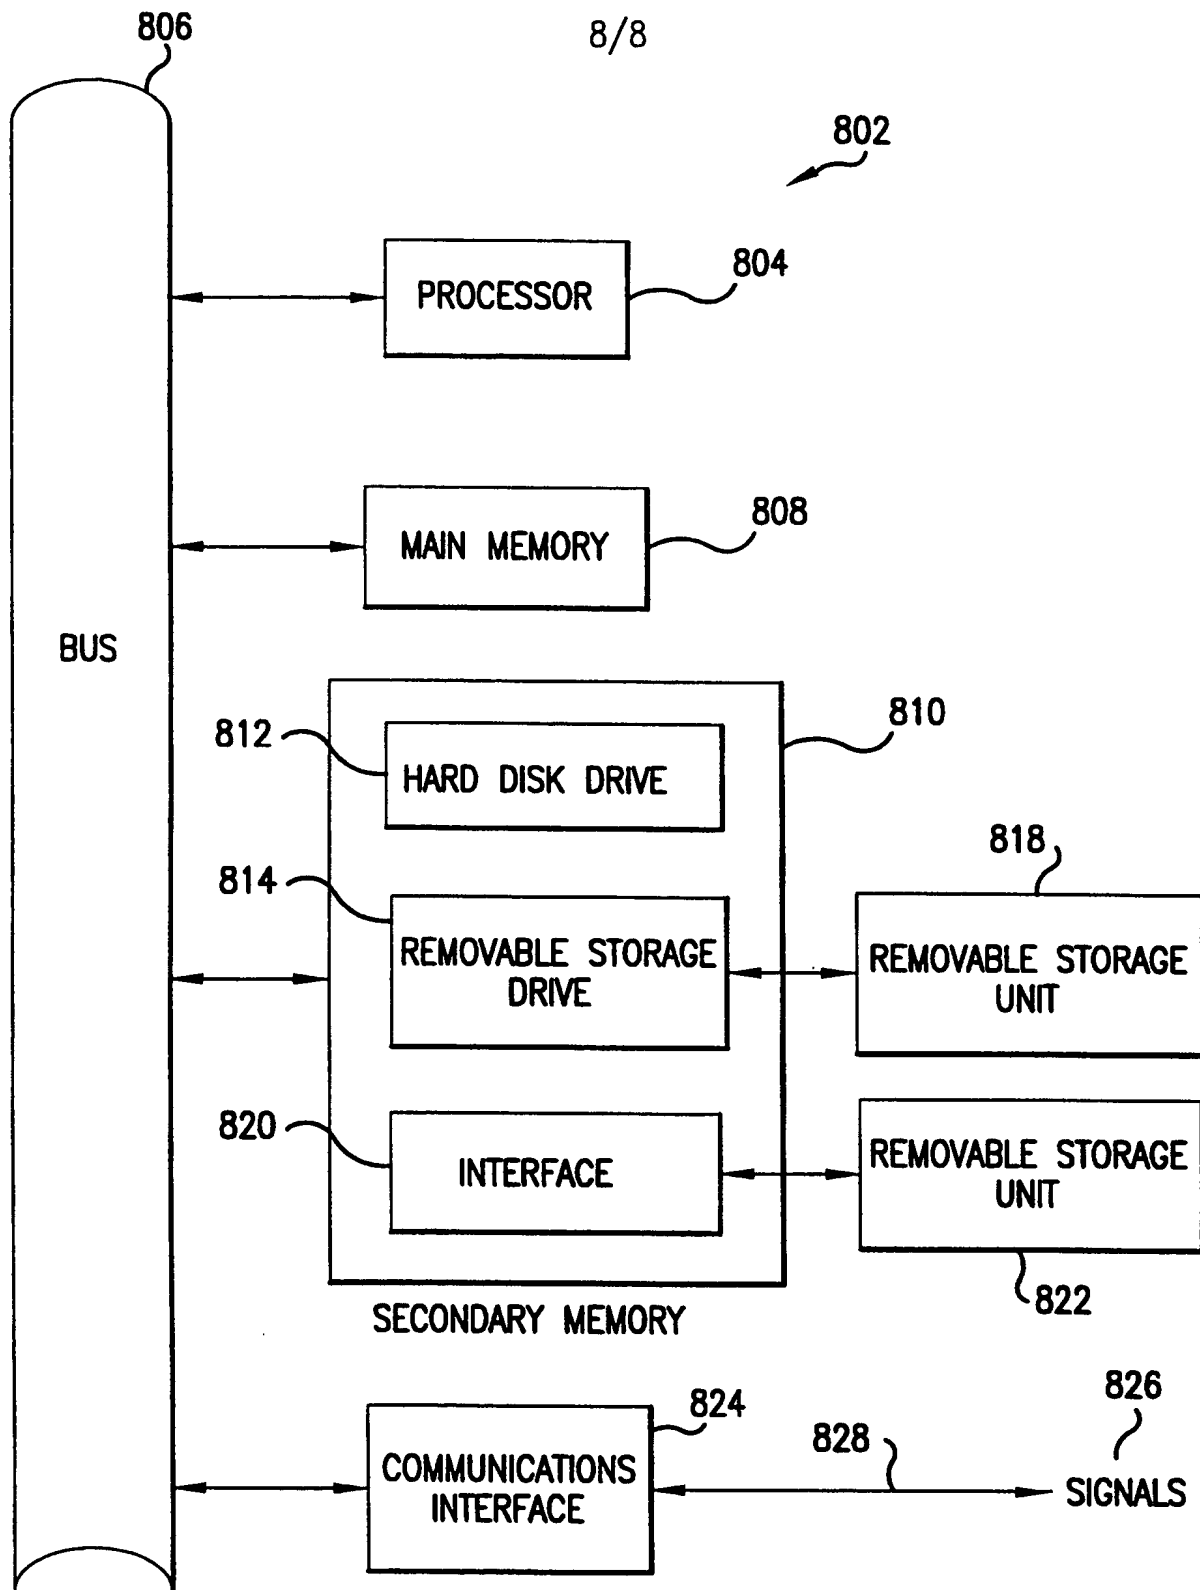 806
8/8
802
PROCESSOR
804
MAIN MEMORY
808
BUS
810
812
HARD DISK DRIVE
814
REMOVABLE STORAGE
DRIVE
818
REMOVABLE STORAGE
UNIT
820
INTERFACE
REMOVABLE STORAGE
UNIT
822
SECONDARY MEMORY
824
COMMUNICATIONS
INTERFACE
828
826
SIGNALS